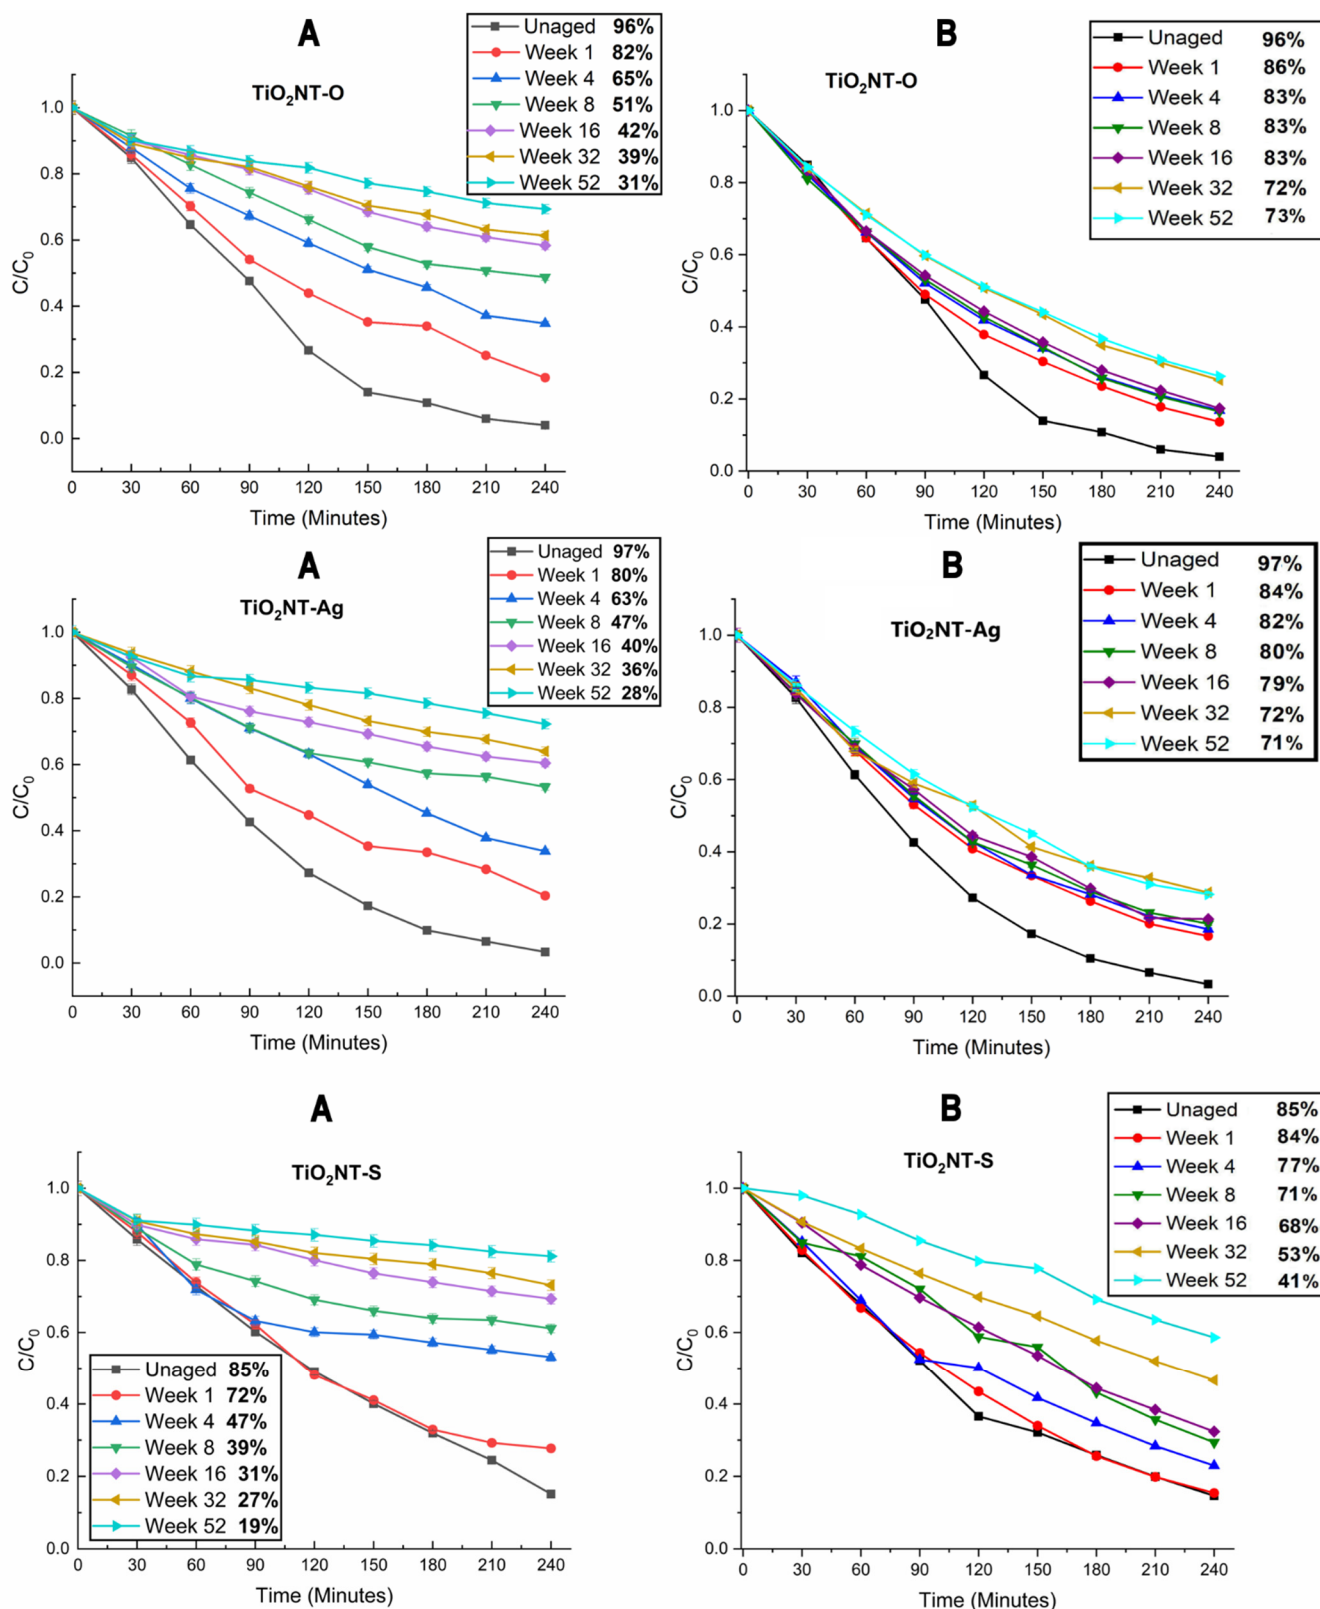 A
TiO2NT-O
Unaged 96%
Week 1 82%
Week 4 65%
Week 8 51%
Week 16 42%
Week 32 39%
Week 52 31%
C/C0
1.0
0.8
0.6
0.4
0.2
0.0
0 30 60 90 120 150 180 210 240
Time (Minutes)
B
TiO2NT-O
Unaged 96%
Week 1 86%
Week 4 83%
Week 8 83%
Week 16 83%
Week 32 72%
Week 52 73%
C/C0
1.0
0.8
0.6
0.4
0.2
0.0
0 30 60 90 120 150 180 210 240
Time (Minutes)
A
TiO2NT-Ag
Unaged 97%
Week 1 80%
Week 4 63%
Week 8 47%
Week 16 40%
Week 32 36%
Week 52 28%
C/C0
1.0
0.8
0.6
0.4
0.2
0.0
0 30 60 90 120 150 180 210 240
Time (Minutes)
B
TiO2NT-Ag
Unaged 97%
Week 1 84%
Week 4 82%
Week 8 80%
Week 16 79%
Week 32 72%
Week 52 71%
C/C0
1.0
0.8
0.6
0.4
0.2
0.0
0 30 60 90 120 150 180 210 240
Time (Minutes)
A
TiO2NT-S
C/C0
1.0
0.8
0.6
0.4
0.2
0.0
Unaged 85%
Week 1 72%
Week 4 47%
Week 8 39%
Week 16 31%
Week 32 27%
Week 52 19%
0 30 60 90 120 150 180 210 240
Time (Minutes)
B
TiO2NT-S
Unaged 85%
Week 1 84%
Week 4 77%
Week 8 71%
Week 16 68%
Week 32 53%
Week 52 41%
C/C0
1.0
0.8
0.6
0.4
0.2
0.0
0 30 60 90 120 150 180 210 240
Time (Minutes)